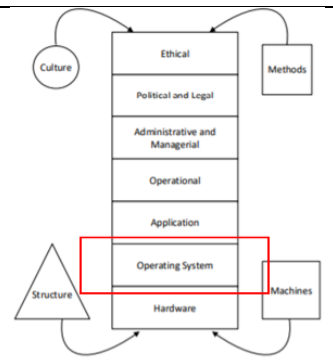 Ethical
Culture
Methods
Political and Legal
Administrative and
Managerial
Operational
Application
Operating System
Structure
Machines
Hardware